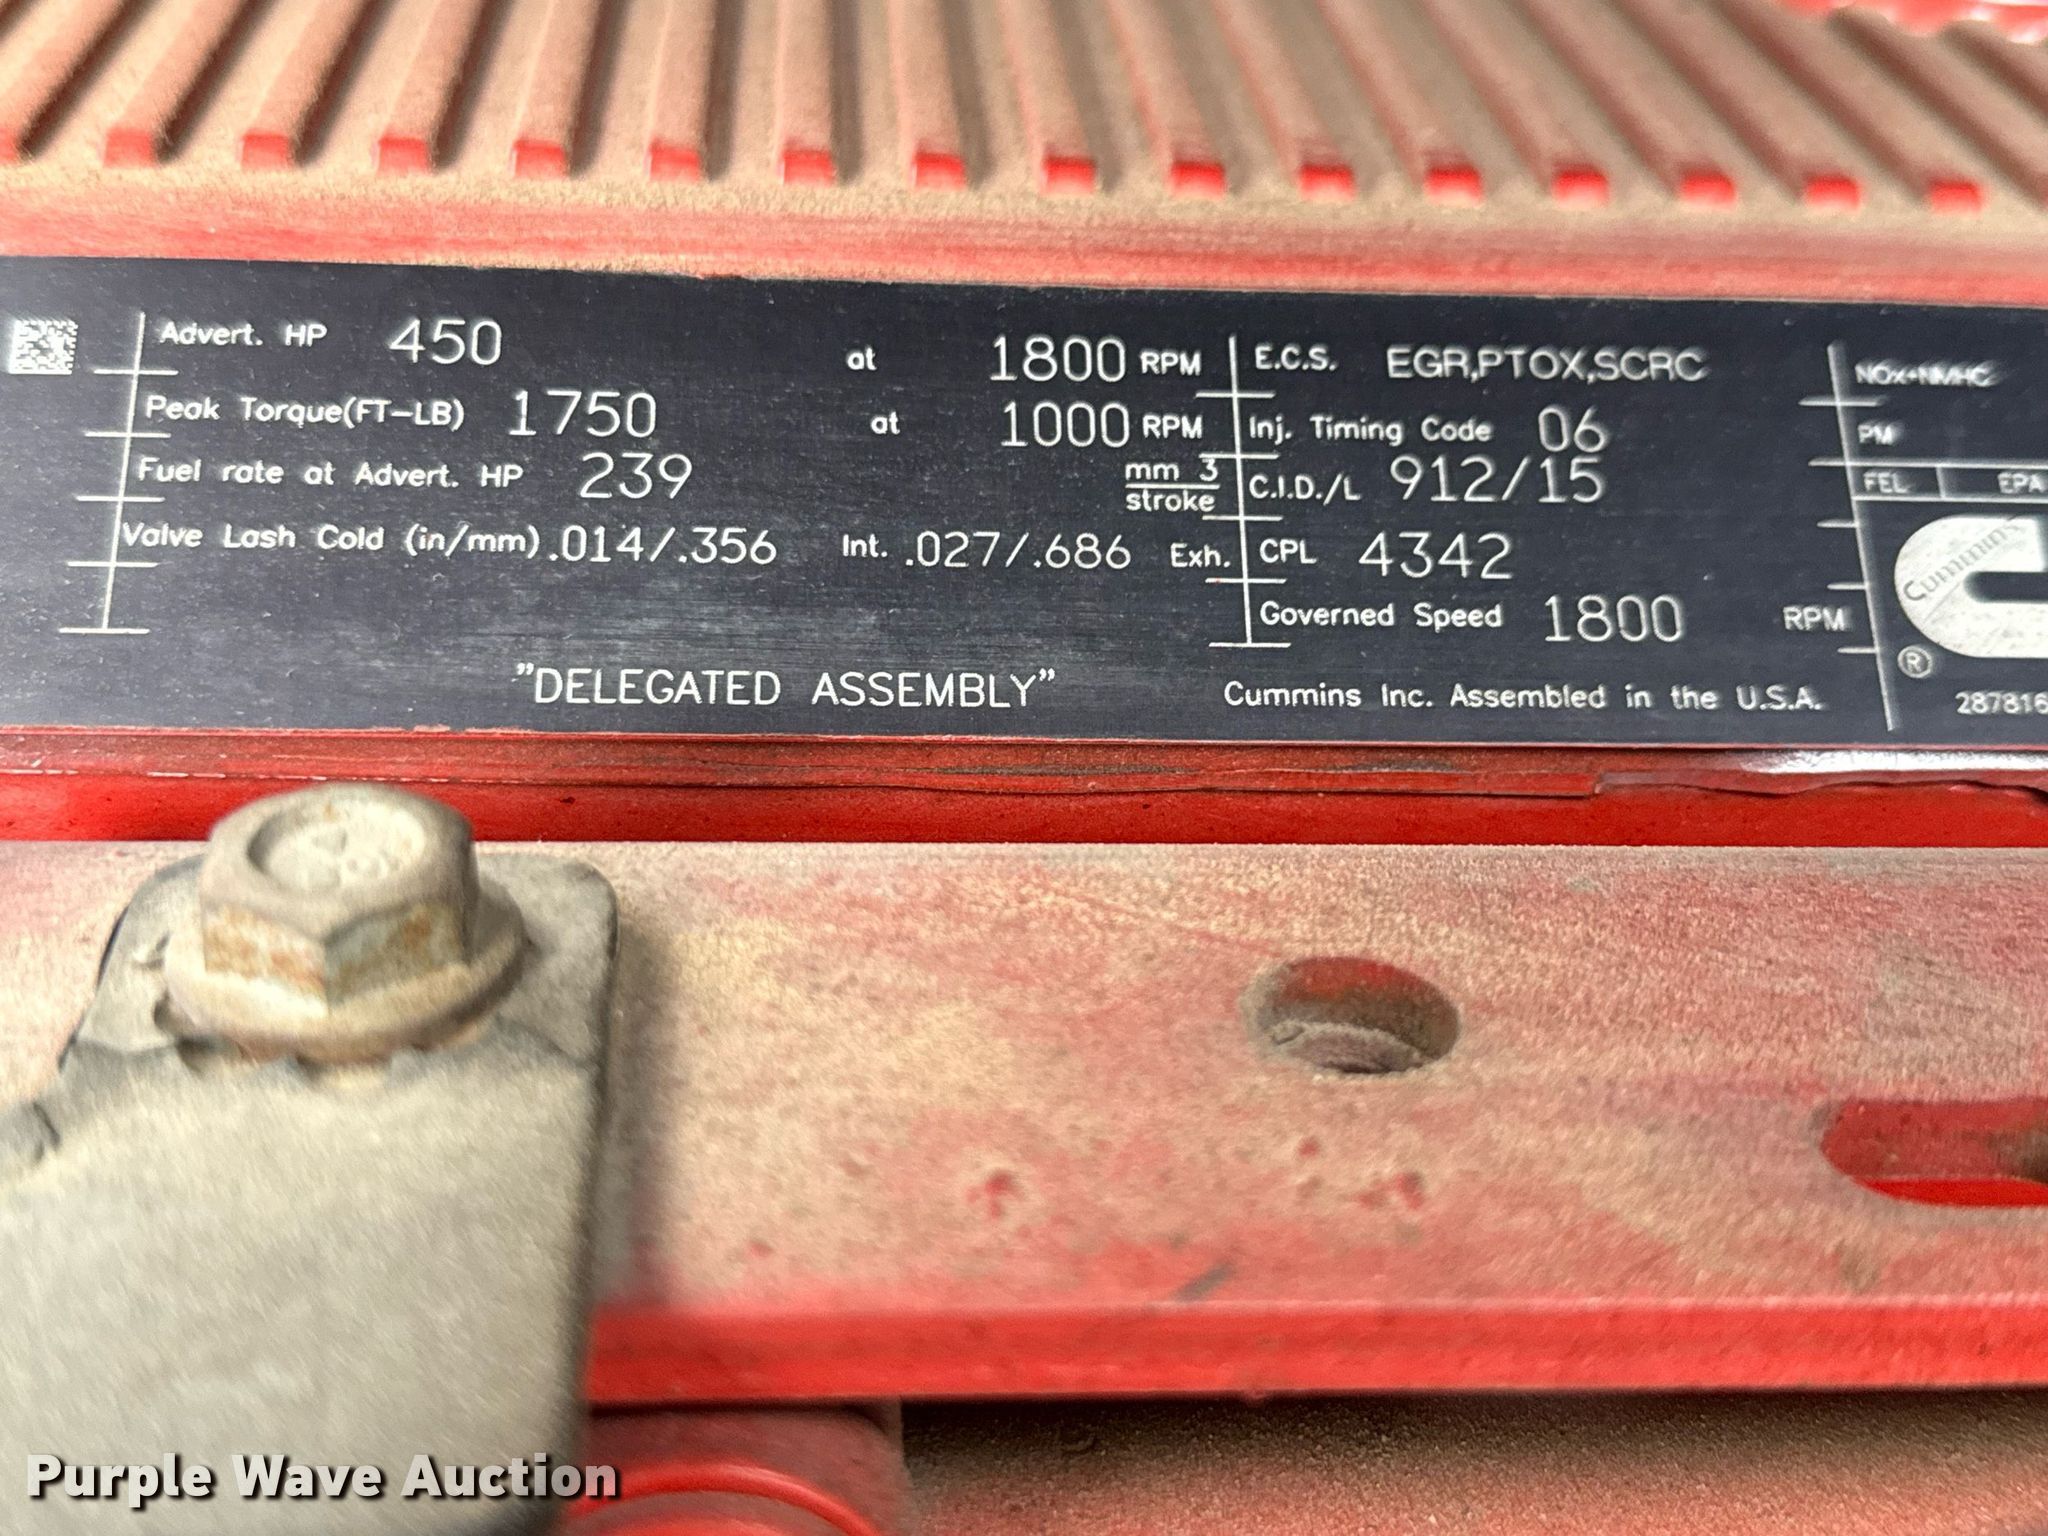 Advert. HP 450 at 1800 RPM
Peak Torque(FT-LB) 1750 at 1000 RPM
Fuel rate at Advert. HP 239 mm 3
stroke
Valve Lash Cold (in/mm) .014/.356 Int. .027/.686 Exh.
"DELEGATED ASSEMBLY"
E.C.S. EGR,PTOX,SCRC
Inj. Timing Code 06
C.I.D./L 912/15
CPL 4342
Governed Speed 1800 RPM
Cummins Inc. Assembled in the U.S.A.
NOx+NMHC
PM
FEL EPA
Cummins
®
287816
Purple Wave Auction